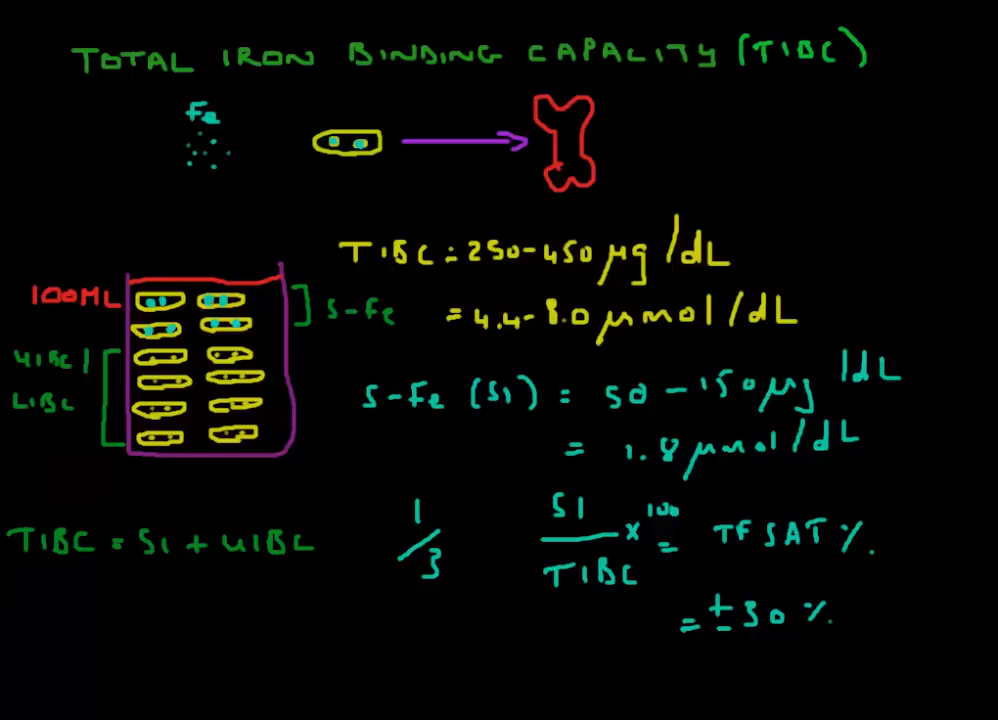 TOTAL IRON BINDING CAPACITY (TIBC)
Fe
TIBC = 250-450 μg/dL
100ML
S-Fe
= 4.4-8.0 μmol/dL
UIBC/
LIBC
S-Fe (SI) = 50-150 μg/dL
= 1.8 μmol/dL
TIBC = SI + UIBC
1/3
SI/TIBC × 100 = TF SAT %.
= ±30 %.